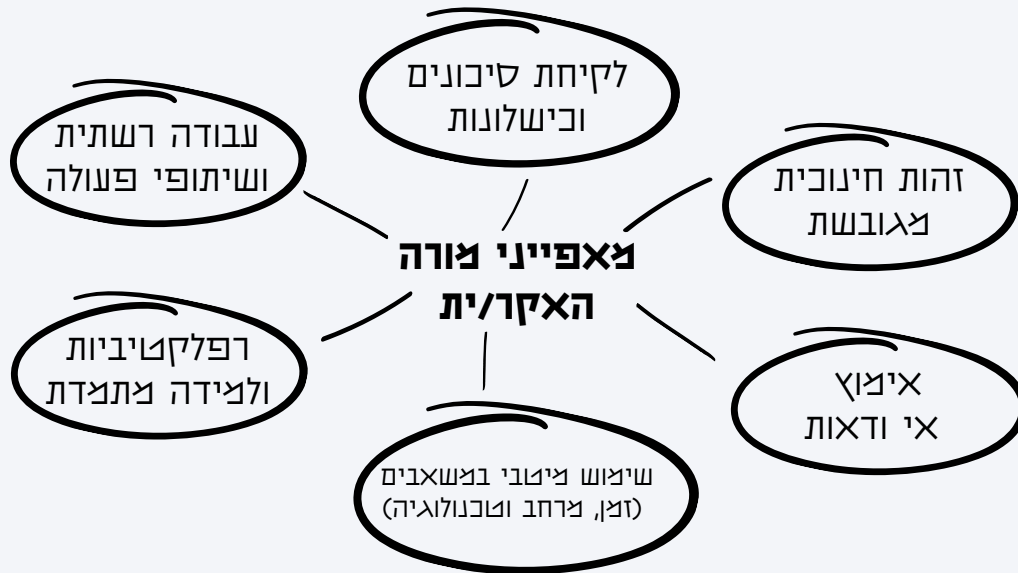 לקיחת סיכונים
וכישלונות
זהות חינוכית
מגובשת
עבודה רשתית
ושיתופי פעולה
מאפייני מורה
האקר/ית
אימוץ
אי ודאות
רפלקטיביות
ולמידה מתמדת
שימוש מיטבי במשאבים
(זמן, מרחב וטכנולוגיה)